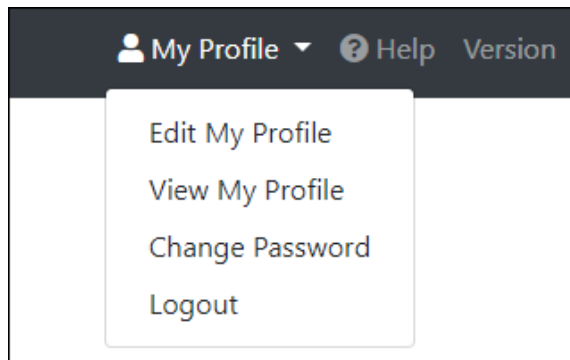 My Profile Help Version
Edit My Profile
View My Profile
Change Password
Logout